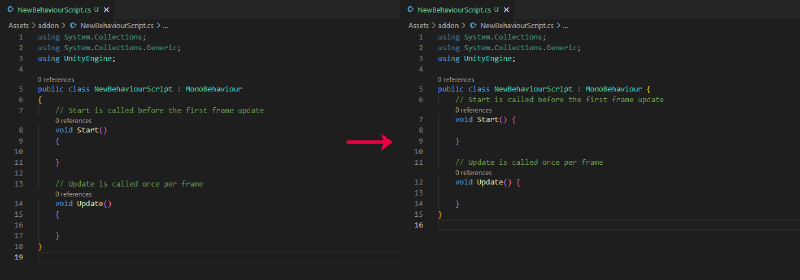 NewBehaviourScript.cs U X
Assets > addon > NewBehaviourScript.cs > ...
1 using System.Collections;
2 using System.Collections.Generic;
3 using UnityEngine;
4
0 references
5 public class NewBehaviourScript : MonoBehaviour
6 {
7 // Start is called before the first frame update
0 references
8 void Start()
9 {
10
11 }
12
13 // Update is called once per frame
0 references
14 void Update()
15 {
16
17 }
18 }
19
NewBehaviourScript.cs U X
Assets > addon > NewBehaviourScript.cs > ...
1 using System.Collections;
2 using System.Collections.Generic;
3 using UnityEngine;
4
0 references
5 public class NewBehaviourScript : MonoBehaviour {
6 // Start is called before the first frame update
0 references
7 void Start() {
8
9 }
10
11 // Update is called once per frame
0 references
12 void Update() {
13
14 }
15 }
16